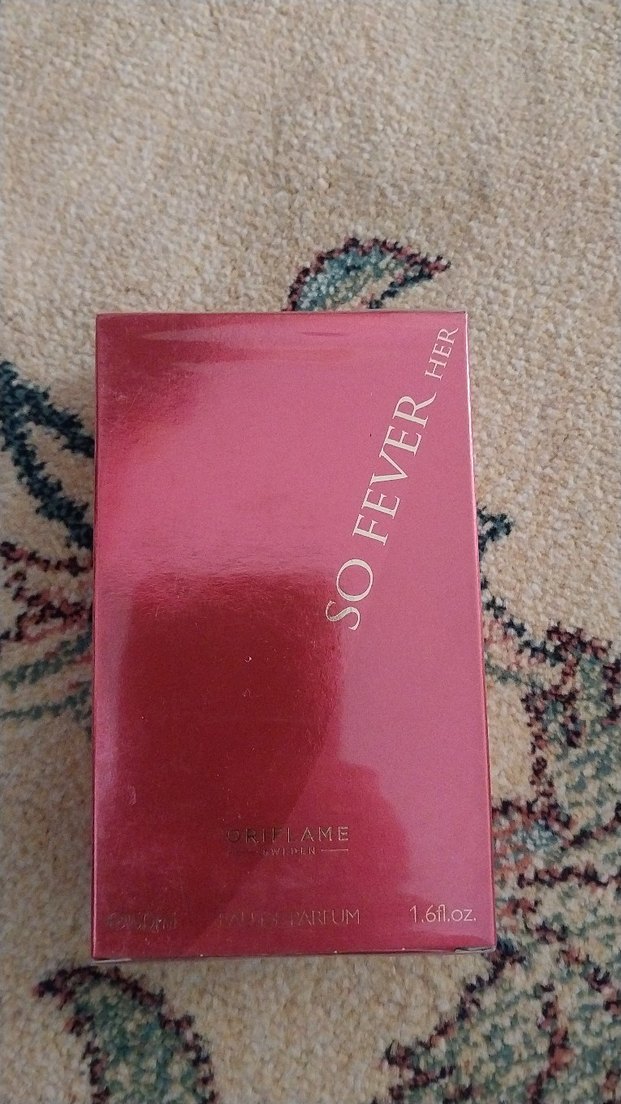 SO FEVER HER
ORIFLAME
SWEDEN
EAU DE PARFUM 1.6fl.oz.